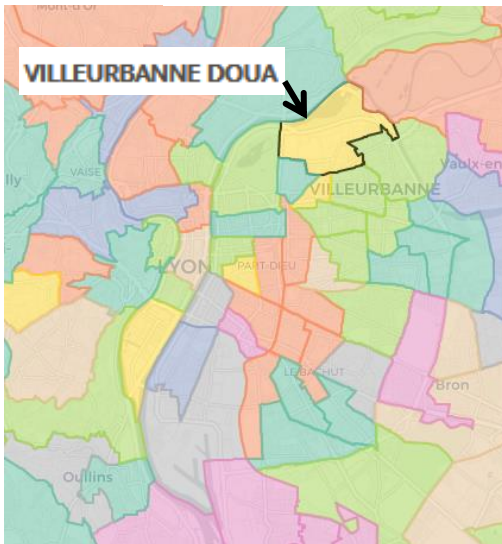 Mont-d'Or
VILLEURBANNE DOUA
VAISE
Vaulx-en
lly
VILLEURBANNE
LYON
PART-DIEU
LE BACHUT
Bron
Oullins